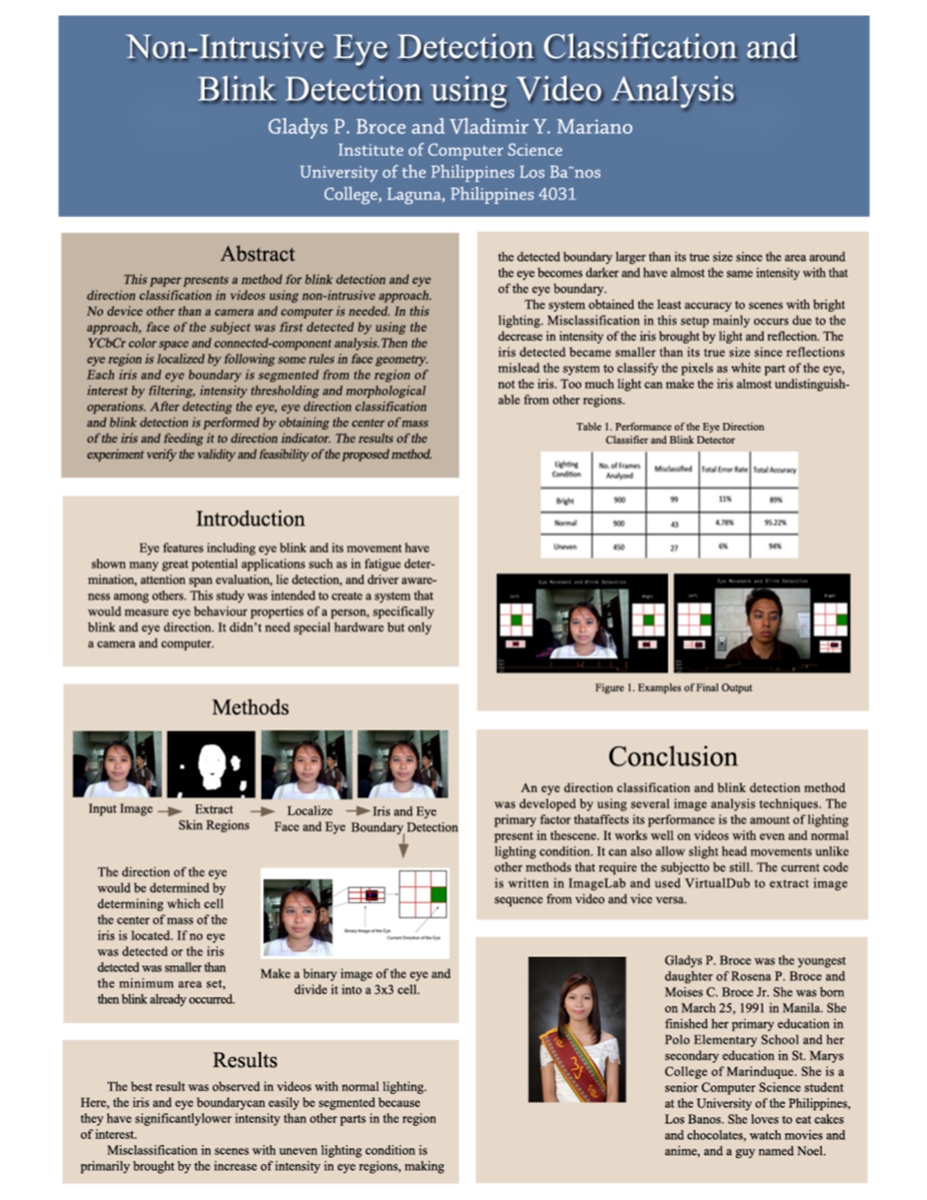 Non-Intrusive Eye Detection Classification and
Blink Detection using Video Analysis
Gladys P. Broce and Vladimir Y. Mariano
Institute of Computer Science
University of the Philippines Los Ba˜nos
College, Laguna, Philippines 4031
Abstract
This paper presents a method for blink detection and eye
direction classification in videos using non-intrusive approach.
No device other than a camera and computer is needed. In this
approach, face of the subject was first detected by using the
YCbCr color space and connected-component analysis.Then the
eye region is localized by following some rules in face geometry.
Each iris and eye boundary is segmented from the region of
interest by filtering, intensity thresholding and morphological
operations. After detecting the eye, eye direction classification
and blink detection is performed by obtaining the center of mass
of the iris and feeding it to direction indicator. The results of the
experiment verify the validity and feasibility of the proposed method.
Introduction
Eye features including eye blink and its movement have
shown many great potential applications such as in fatigue deter-
mination, attention span evaluation, lie detection, and driver aware-
ness among others. This study was intended to create a system that
would measure eye behaviour properties of a person, specifically
blink and eye direction. It didn't need special hardware but only
a camera and computer.
Methods
Input Image
Extract
Skin Regions
Localize
Face and Eye
Iris and Eye
Boundary Detection
The direction of the eye
would be determined by
determining which cell
the center of mass of the
iris is located. If no eye
was detected or the iris
detected was smaller than
the minimum area set,
then blink already occurred.
Binary Image of the Eye
Current Direction of the Eye
Make a binary image of the eye and
divide it into a 3x3 cell.
Results
The best result was observed in videos with normal lighting.
Here, the iris and eye boundarycan easily be segmented because
they have significantlylower intensity than other parts in the region
of interest.
Misclassification in scenes with uneven lighting condition is
primarily brought by the increase of intensity in eye regions, making
the detected boundary larger than its true size since the area around
the eye becomes darker and have almost the same intensity with that
of the eye boundary.
The system obtained the least accuracy to scenes with bright
lighting. Misclassification in this setup mainly occurs due to the
decrease in intensity of the iris brought by light and reflection. The
iris detected became smaller than its true size since reflections
mislead the system to classify the pixels as white part of the eye,
not the iris. Too much light can make the iris almost undistinguish-
able from other regions.
Table 1. Performance of the Eye Direction
Classifier and Blink Detector
Lighting Condition No. of Frames Analyzed Misclassified Total Error Rate Total Accuracy
Bright 900 99 11% 89%
Normal 900 43 4.78% 95.22%
Uneven 450 27 6% 94%
Eye Movement and Blink Detection
Left
Right
Eye Movement and Blink Detection
Left
Right
Figure 1. Examples of Final Output
Conclusion
An eye direction classification and blink detection method
was developed by using several image analysis techniques. The
primary factor thataffects its performance is the amount of lighting
present in thescene. It works well on videos with even and normal
lighting condition. It can also allow slight head movements unlike
other methods that require the subjectto be still. The current code
is written in ImageLab and used VirtualDub to extract image
sequence from video and vice versa.
Gladys P. Broce was the youngest
daughter of Rosena P. Broce and
Moises C. Broce Jr. She was born
on March 25, 1991 in Manila. She
finished her primary education in
Polo Elementary School and her
secondary education in St. Marys
College of Marinduque. She is a
senior Computer Science student
at the University of the Philippines,
Los Banos. She loves to eat cakes
and chocolates, watch movies and
anime, and a guy named Noel.